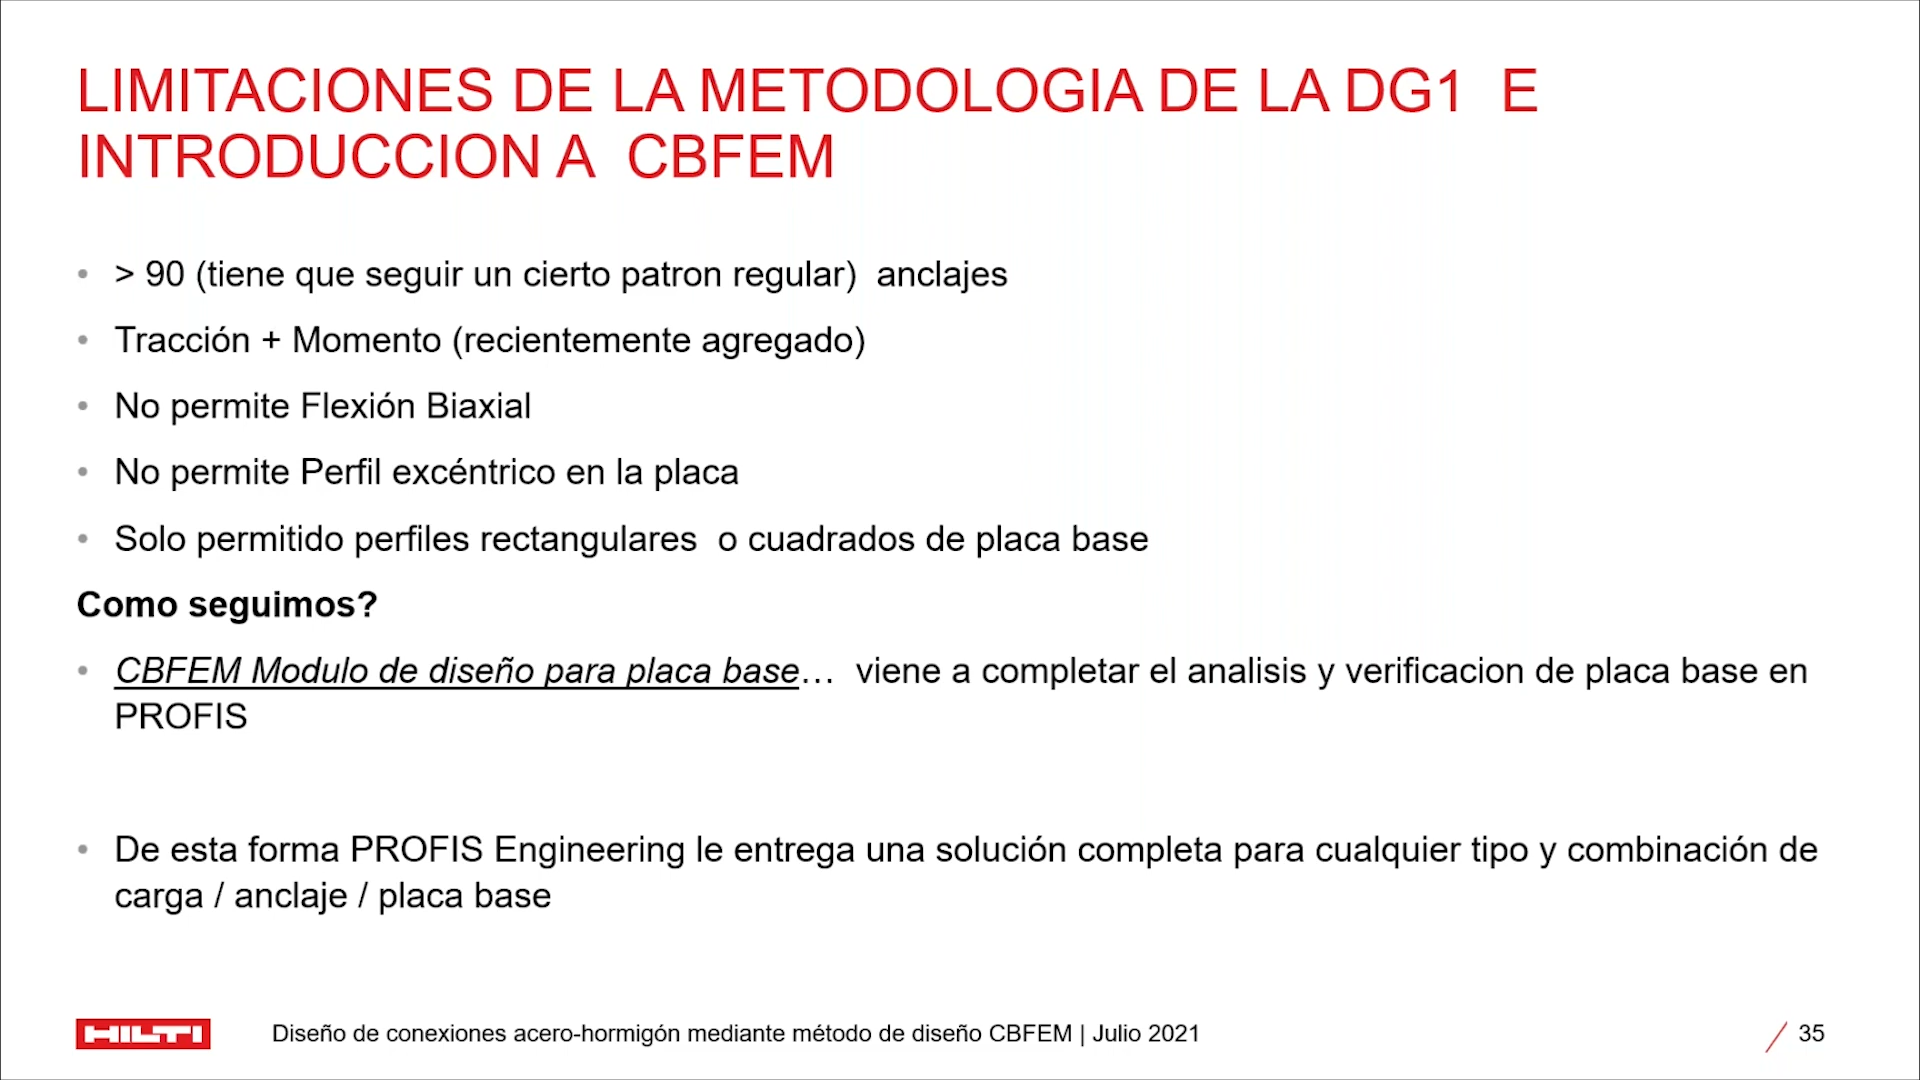 LIMITACIONES DE LA METODOLOGIA DE LA DG1 E
INTRODUCCION A CBFEM
• > 90 (tiene que seguir un cierto patron regular) anclajes
• Tracción + Momento (recientemente agregado)
• No permite Flexión Biaxial
• No permite Perfil excéntrico en la placa
• Solo permitido perfiles rectangulares o cuadrados de placa base
Como seguimos?
• CBFEM Modulo de diseño para placa base… viene a completar el analisis y verificacion de placa base en
PROFIS
• De esta forma PROFIS Engineering le entrega una solución completa para cualquier tipo y combinación de
carga / anclaje / placa base
HILTI Diseño de conexiones acero-hormigón mediante método de diseño CBFEM | Julio 2021 / 35